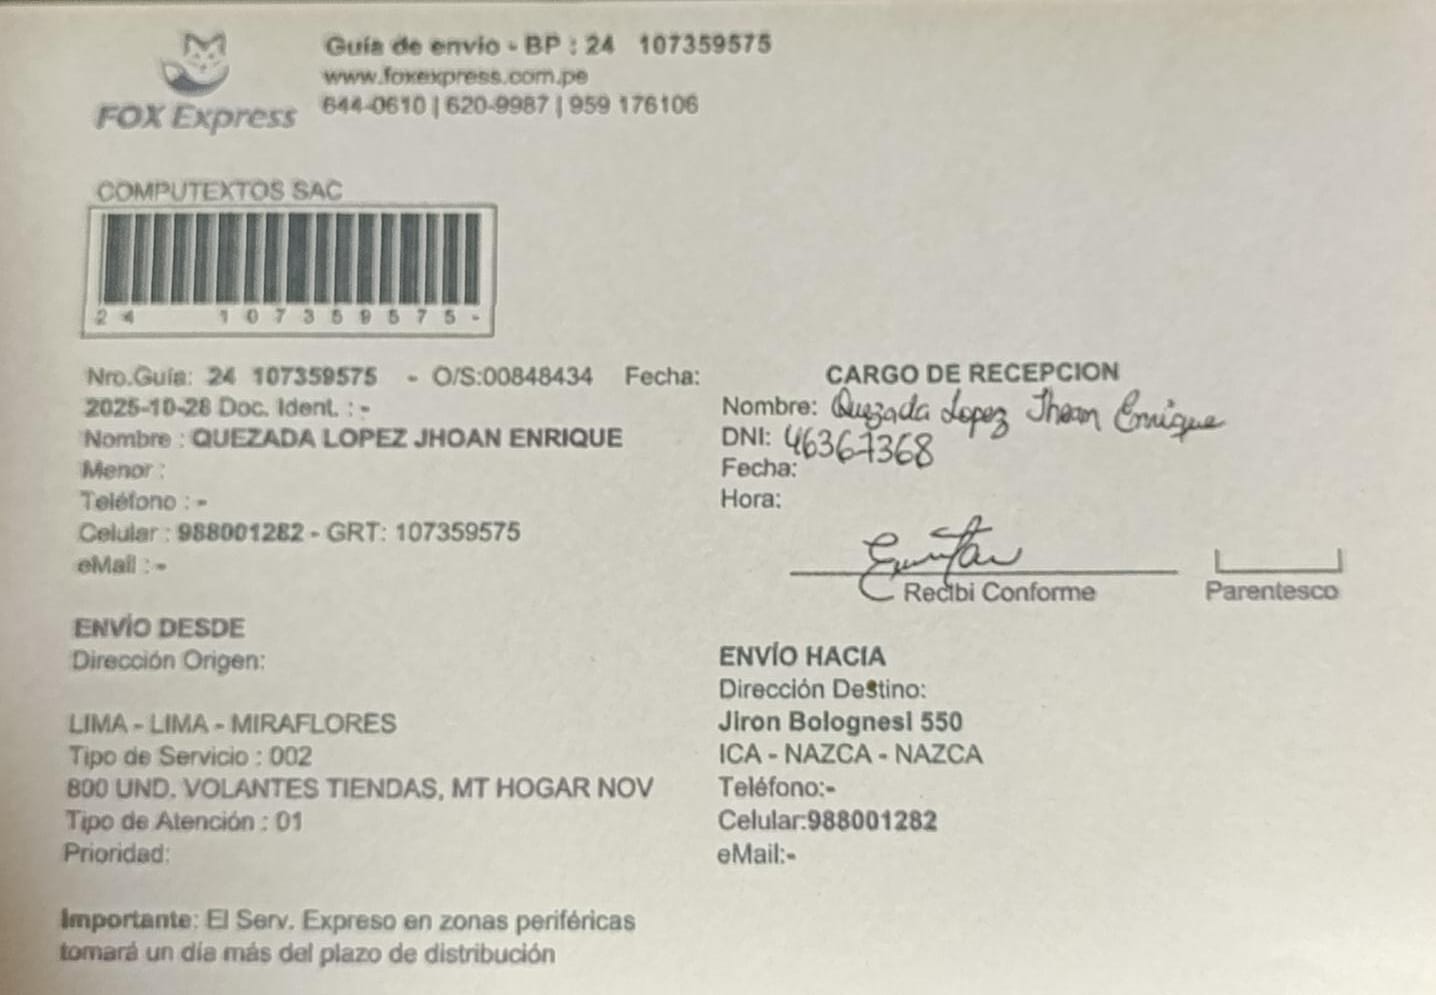 Guía de envio - BP : 24 107359575
www.foxexpress.com.pe
644-0610 | 620-9987 | 959 176106
FOX Express
COMPUTEXTOS SAC
24 107359575-
Nro.Guía: 24 107359575 - O/S:00848434 Fecha:
2025-10-28 Doc. Ident. : -
Nombre : QUEZADA LOPEZ JHOAN ENRIQUE
Menor :
Teléfono : -
Celular : 988001282 - GRT: 107359575
eMail : -
CARGO DE RECEPCION
Nombre: Quezada Lopez Jhoan Enrique
DNI: 46367368
Fecha:
Hora:
Recibi Conforme
Parentesco
ENVÍO DESDE
Dirección Origen:
LIMA - LIMA - MIRAFLORES
Tipo de Servicio : 002
800 UND. VOLANTES TIENDAS, MT HOGAR NOV
Tipo de Atención : 01
Prioridad:
ENVÍO HACIA
Dirección Destino:
Jiron Bolognesi 550
ICA - NAZCA - NAZCA
Teléfono:-
Celular:988001282
eMail:-
Importante: El Serv. Expreso en zonas periféricas
tomará un día más del plazo de distribución